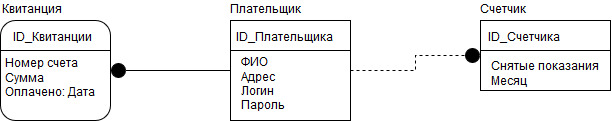 Квитанция
ID_Квитанции
Номер счета
Сумма
Оплачено: Дата
Плательщик
ID_Плательщика
ФИО
Адрес
Логин
Пароль
Счетчик
ID_Счетчика
Снятые показания
Месяц